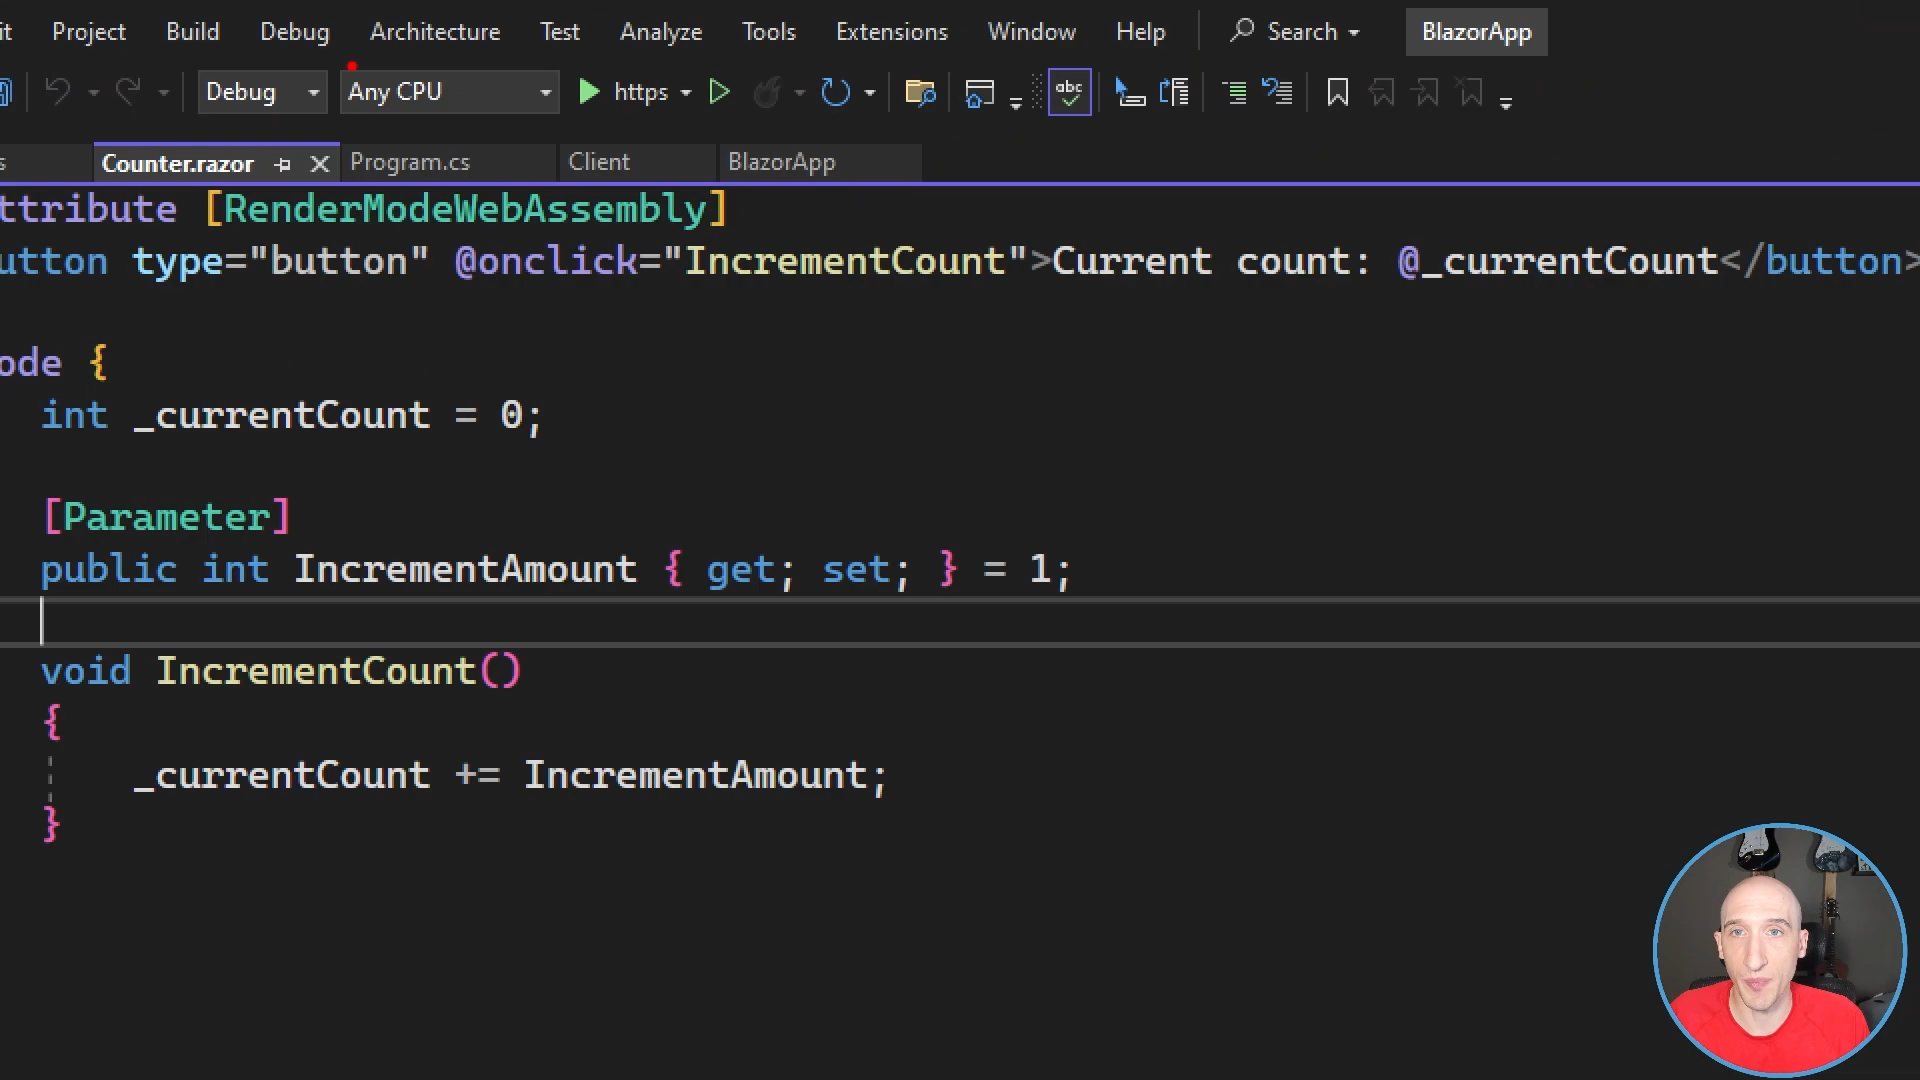 it Project Build Debug Architecture Test Analyze Tools Extensions Window Help Search BlazorApp
Debug Any CPU https abc
s Counter.razor Program.cs Client BlazorApp
ttribute [RenderModeWebAssembly]
utton type="button" @onclick="IncrementCount">Current count: @_currentCount</button>
ode {
int _currentCount = 0;
[Parameter]
public int IncrementAmount { get; set; } = 1;
void IncrementCount()
{
_currentCount += IncrementAmount;
}